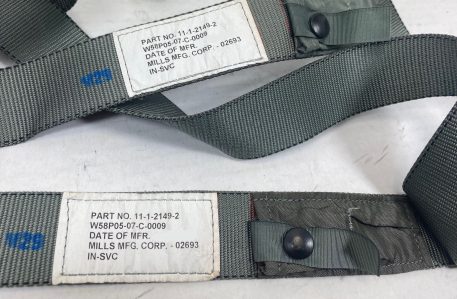 PART NO. 11-1-2149-2
W58P05-07-C-0009
DATE OF MFR.
MILLS MFG. CORP. - 02693
IN-SVC
PART NO. 11-1-2149-2
W58P05-07-C-0009
DATE OF MFR.
MILLS MFG. CORP. - 02693
IN-SVC